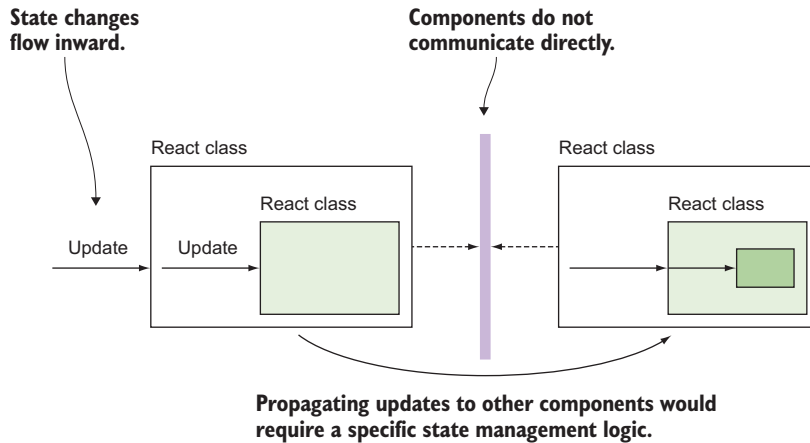 State changes
flow inward.
Components do not
communicate directly.
React class
React class
React class
React class
Update
Update
Propagating updates to other components would
require a specific state management logic.